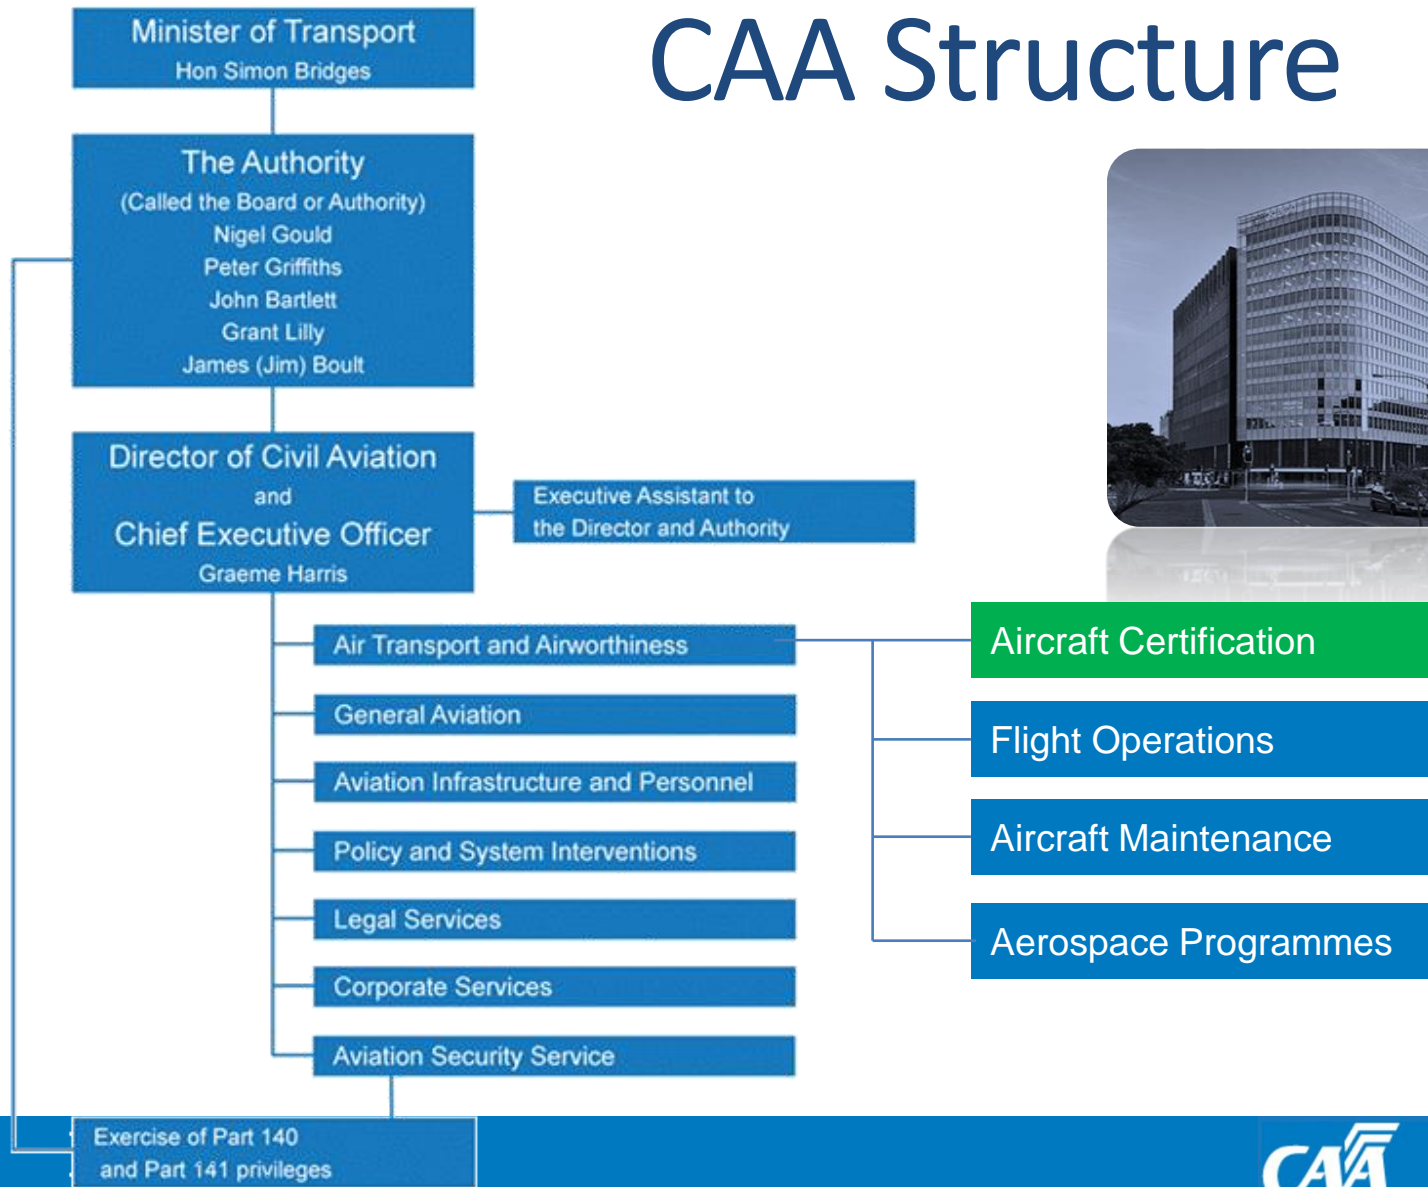 CAA Structure
Minister of Transport
Hon Simon Bridges
The Authority
(Called the Board or Authority)
Nigel Gould
Peter Griffiths
John Bartlett
Grant Lilly
James (Jim) Boult
Director of Civil Aviation
and
Chief Executive Officer
Graeme Harris
Executive Assistant to
the Director and Authority
Air Transport and Airworthiness
General Aviation
Aviation Infrastructure and Personnel
Policy and System Interventions
Legal Services
Corporate Services
Aviation Security Service
Aircraft Certification
Flight Operations
Aircraft Maintenance
Aerospace Programmes
Exercise of Part 140
and Part 141 privileges
CAA